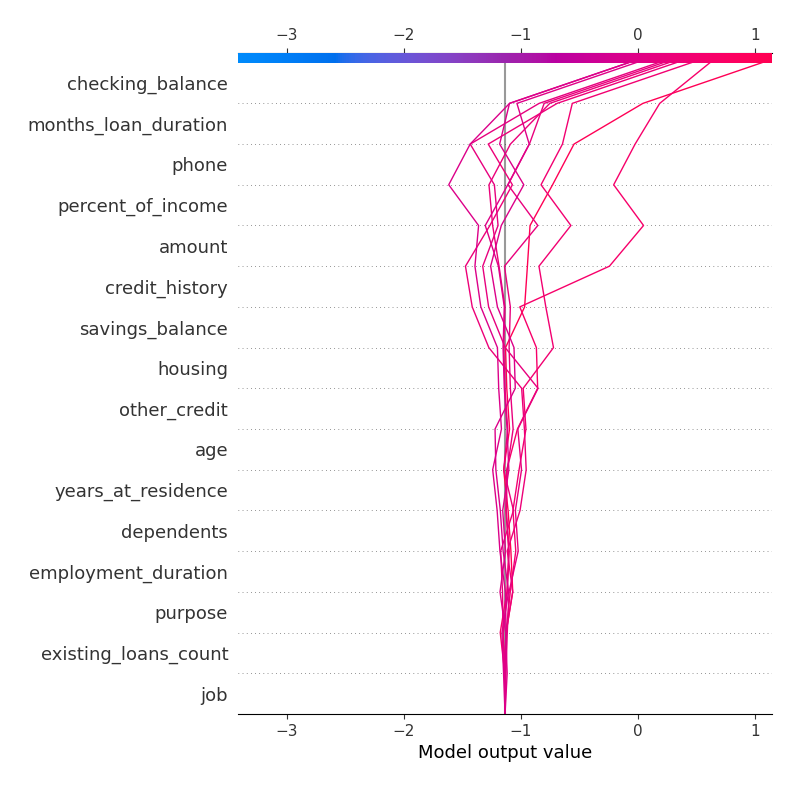 −3 −2 −1 0 1
checking_balance
months_loan_duration
phone
percent_of_income
amount
credit_history
savings_balance
housing
other_credit
age
years_at_residence
dependents
employment_duration
purpose
existing_loans_count
job
−3 −2 −1 0 1
Model output value